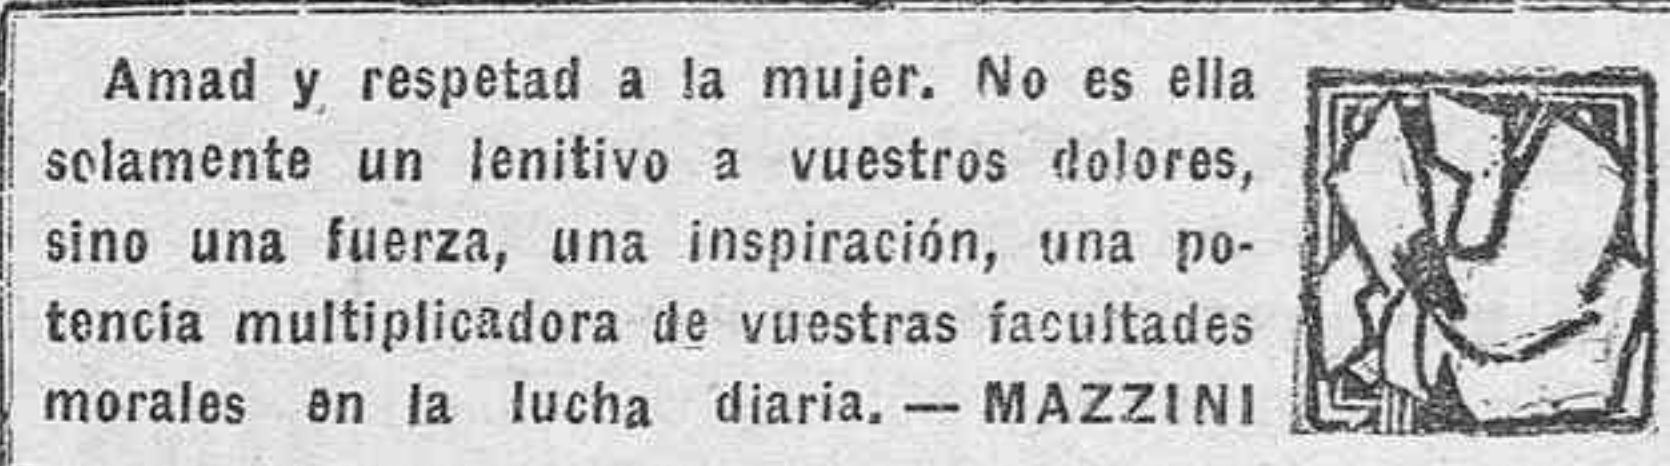 Amad y respetad a la mujer. No es ella
solamente un lenitivo a vuestros dolores,
sino una fuerza, una inspiración, una po-
tencia multiplicadora de vuestras facultades
morales en la lucha diaria. — MAZZINI